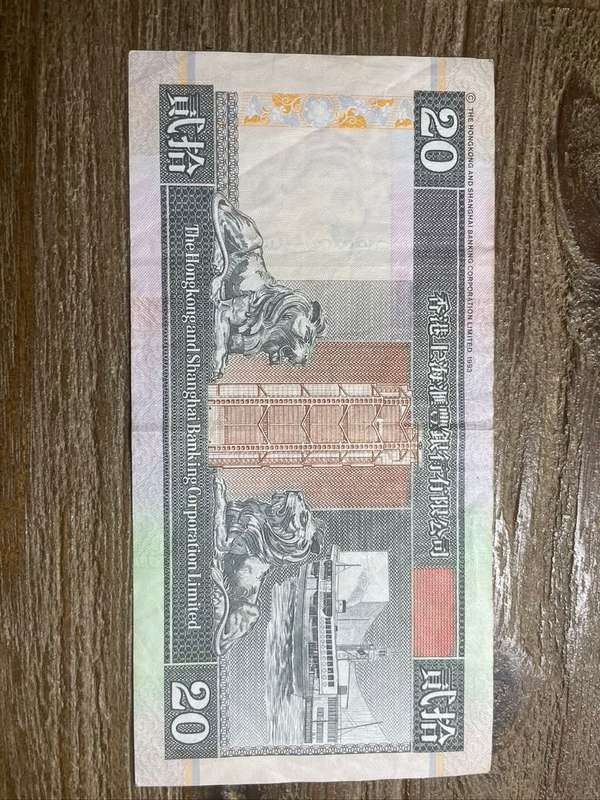 © THE HONGKONG AND SHANGHAI BANKING CORPORATION LIMITED 1993
20
香港上海滙豐銀行有限公司
貳拾
貳拾
The Hongkong and Shanghai Banking Corporation Limited
20